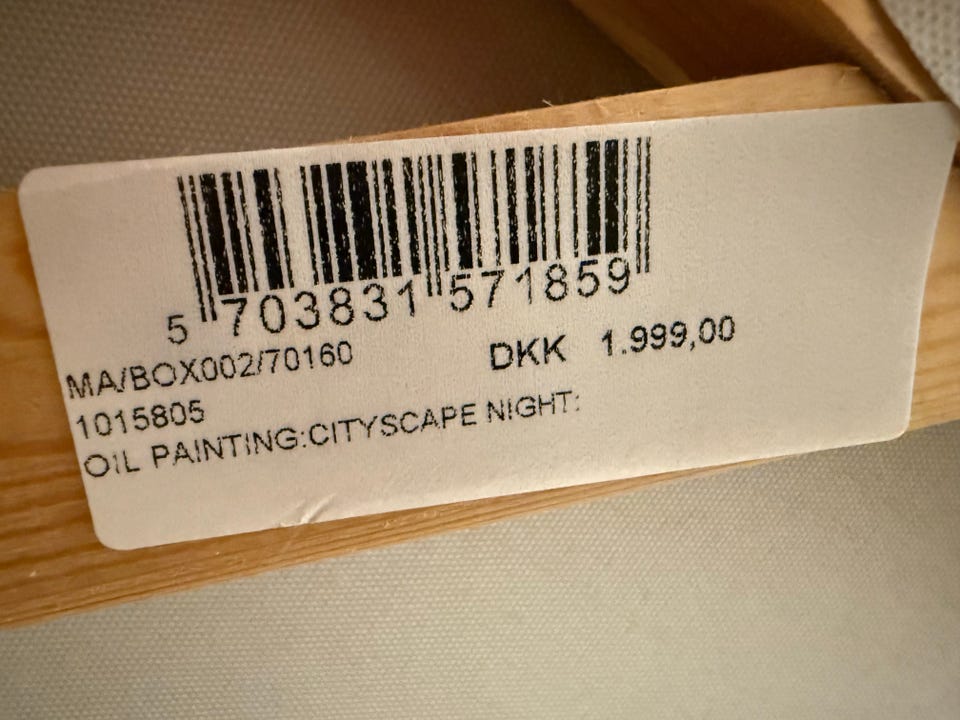 5 703831 571859
MA/BOX002/70160 DKK 1.999,00
1015805
OIL PAINTING:CITYSCAPE NIGHT: